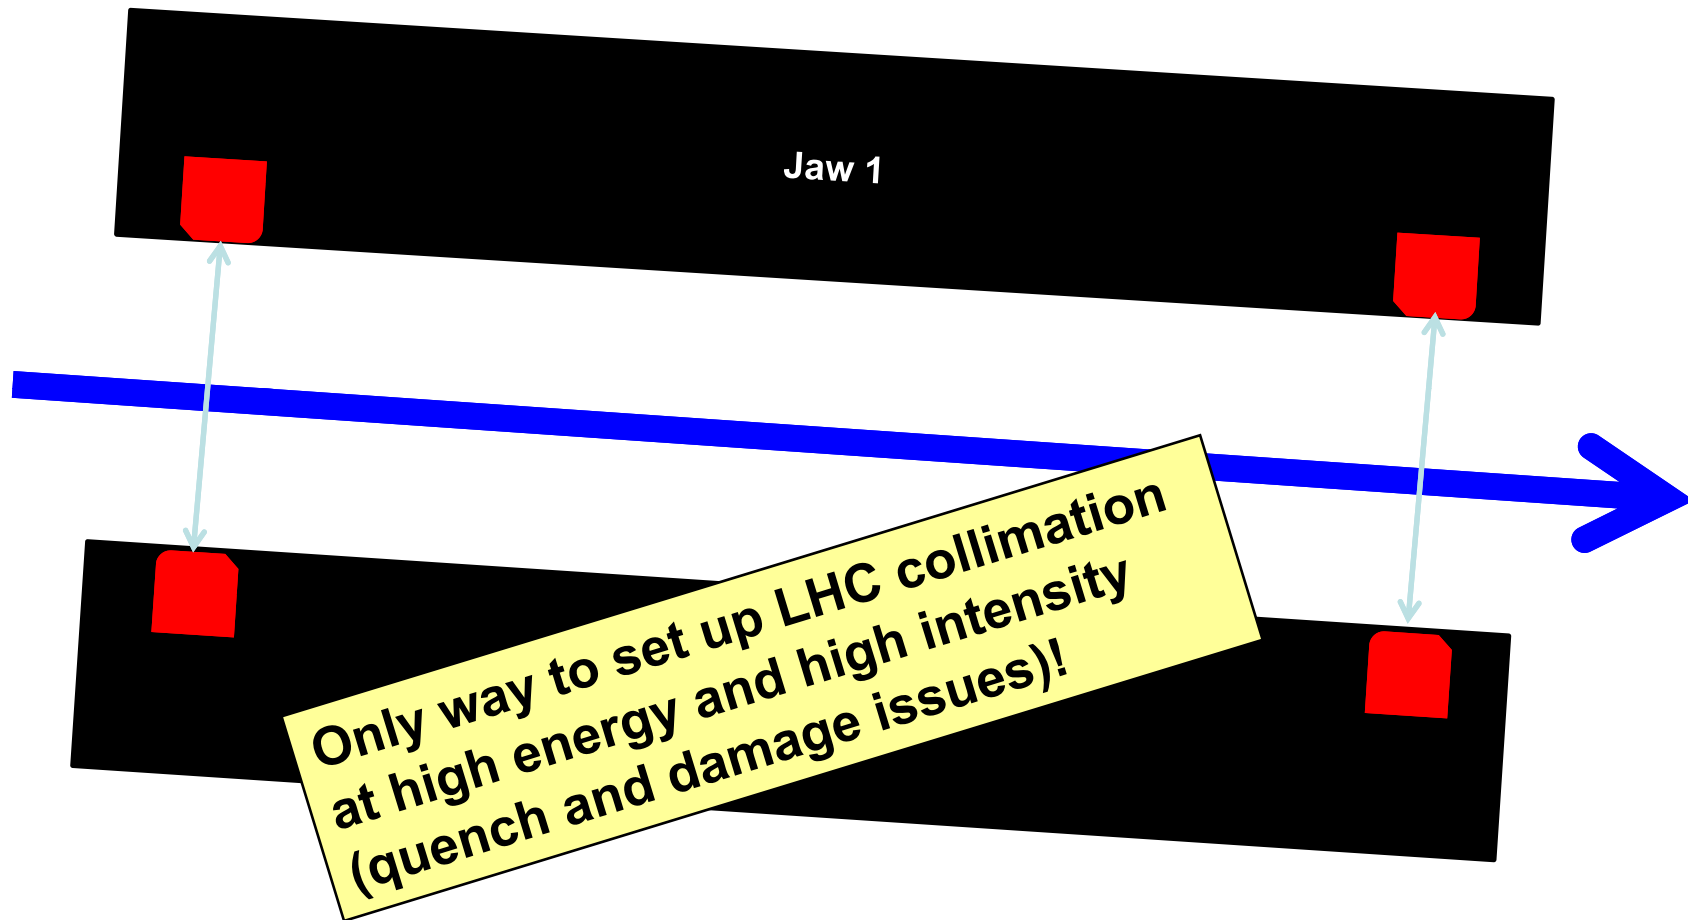 Jaw 1
Only way to set up LHC collimation
at high energy and high intensity
(quench and damage issues)!